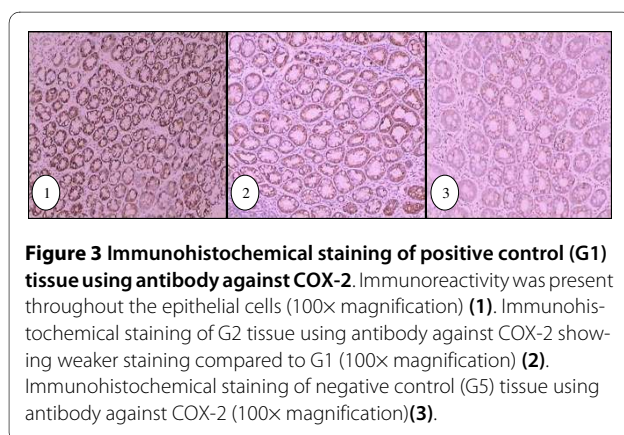 1 2 3
Figure 3 Immunohistochemical staining of positive control (G1)
tissue using antibody against COX-2. Immunoreactivity was present
throughout the epithelial cells (100× magnification) (1). Immunohis-
tochemical staining of G2 tissue using antibody against COX-2 show-
ing weaker staining compared to G1 (100× magnification) (2).
Immunohistochemical staining of negative control (G5) tissue using
antibody against COX-2 (100× magnification)(3).